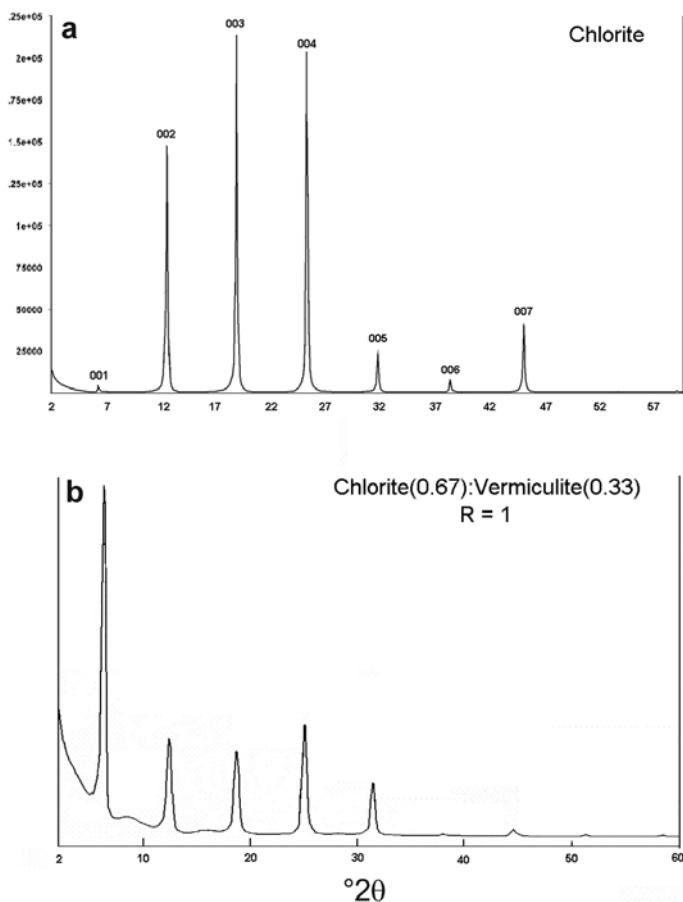 .25e+05
a
003
Chlorite
2e+05
004
.75e+05
002
.5e+05
.25e+05
1e+05
75000
50000
007
25000
005
001
006
2 7 12 17 22 27 32 37 42 47 52 57
b
Chlorite(0.67):Vermiculite(0.33)
R = 1
2 10 20 30 40 50 60
°2θ